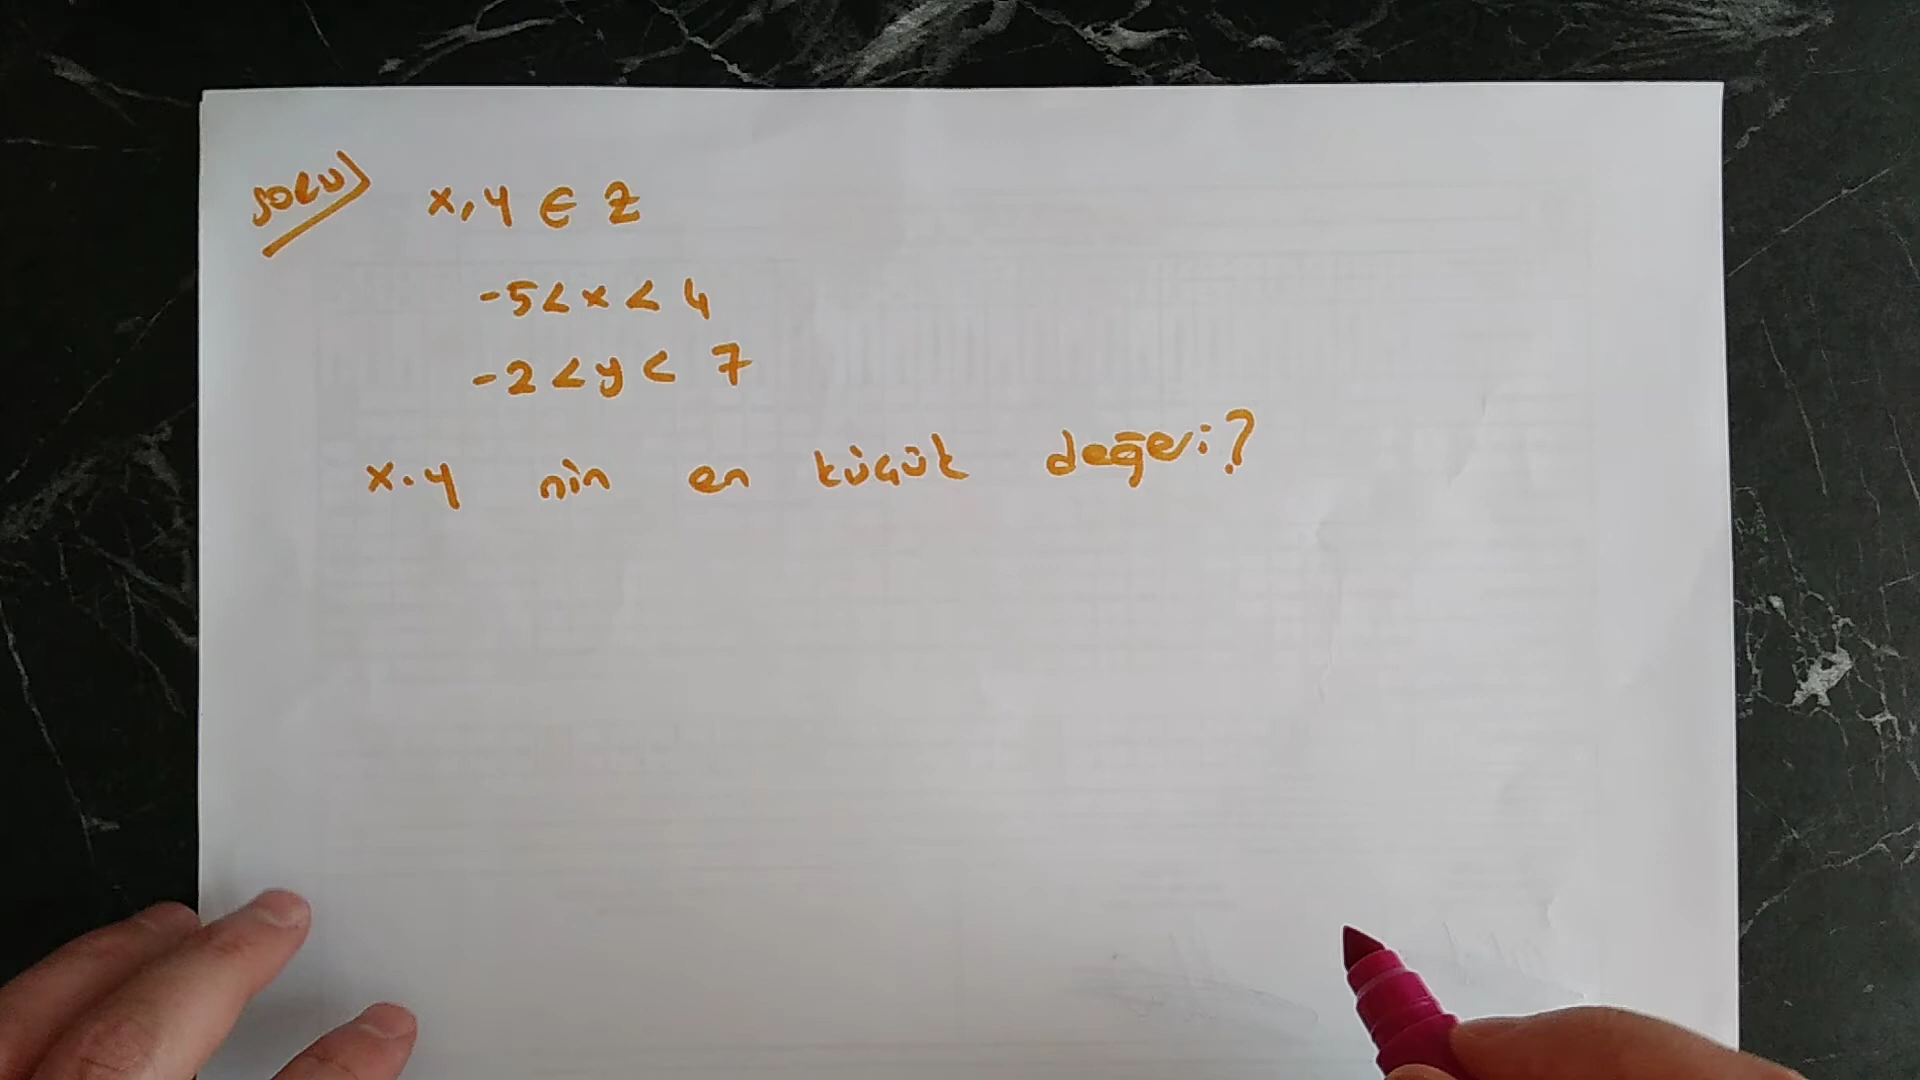 SORU x, y ∈ Z
-5 < x < 4
-2 < y < 7
x.y nin en küçük değeri?